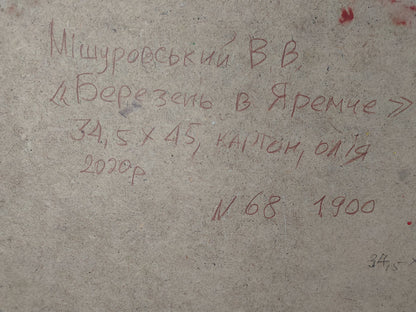 Мішуровський В В
«Березень в Яремче»
34,5 x 45, картон, олія
2020р.
N 68 1900
34,5 x